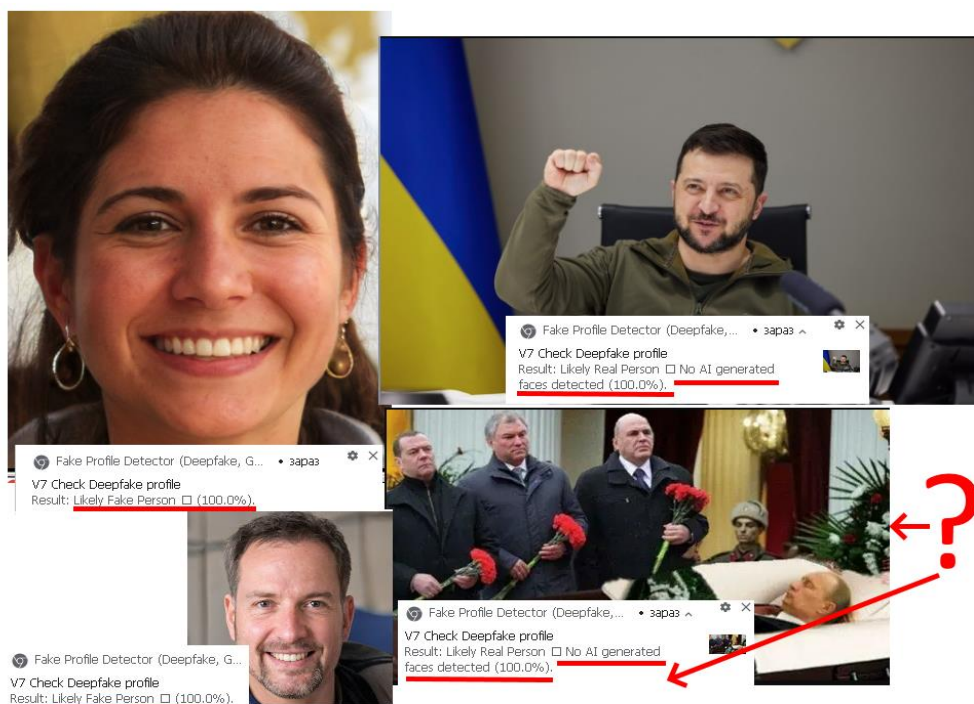 Fake Profile Detector (Deepfake,... • зараз
V7 Check Deepfake profile
Result: Likely Real Person □ No AI generated
faces detected (100.0%).
Fake Profile Detector (Deepfake, G... • зараз
V7 Check Deepfake profile
Result: Likely Fake Person □ (100.0%).
?
Fake Profile Detector (Deepfake,... • зараз
V7 Check Deepfake profile
Result: Likely Real Person □ No AI generated
faces detected (100.0%).
Fake Profile Detector (Deepfake, G...
V7 Check Deepfake profile
Result: Likely Fake Person □ (100.0%).